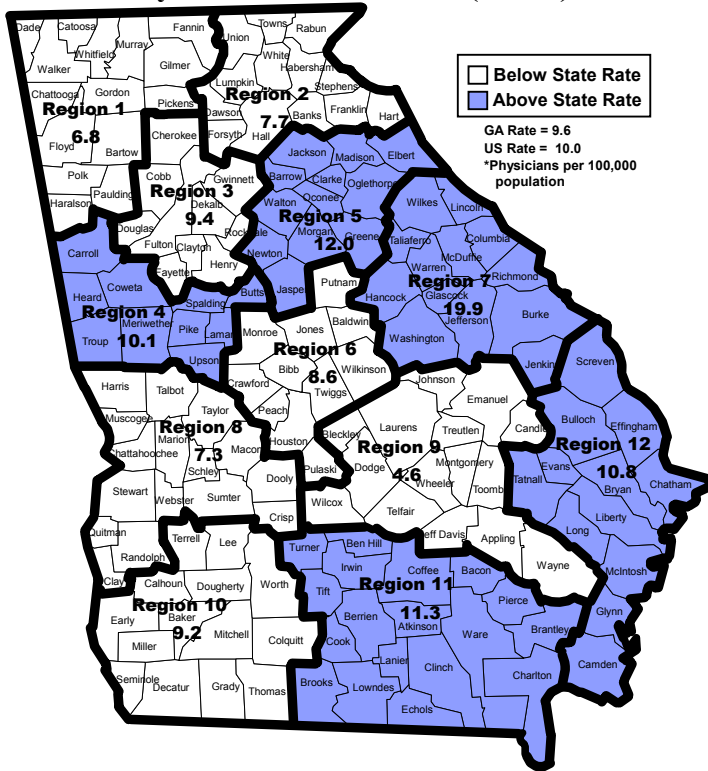 Dade
Catoosa
Fannin
Towns
Rabun
Murray
Union
Whitfield
White
Walker
Gilmer
Habersham
Lumpkin
Stephens
Chattooga
Gordon
Region 1
6.8
Pickens
Dawson
Region 2
7.7
Banks
Franklin
Hart
Floyd
Bartow
Cherokee
Forsyth
Hall
Polk
Paulding
Haralson
Cobb
Gwinnett
Region 3
9.4
Dekalb
Douglas
Fulton
Clayton
Rockdale
Fayette
Henry
Jackson
Madison
Elbert
Barrow
Clarke
Oglethorpe
Walton
Oconee
Region 5
12.0
Morgan
Greene
Newton
Jasper
Below State Rate
Above State Rate
GA Rate = 9.6
US Rate = 10.0
*Physicians per 100,000
population
Carroll
Heard
Coweta
Spalding
Butts
Region 4
10.1
Meriwether
Troup
Pike
Lamar
Upson
Wilkes
Lincoln
Taliaferro
Columbia
McDuffie
Warren
Richmond
Region 7
19.9
Hancock
Glascock
Jefferson
Burke
Washington
Jenkin
Putnam
Monroe
Jones
Baldwin
Region 6
8.6
Bibb
Wilkinson
Crawford
Twiggs
Peach
Houston
Pulaski
Harris
Talbot
Taylor
Muscogee
Region 8
7.3
Marion
Macon
Chattahoochee
Schley
Dooly
Stewart
Webster
Sumter
Crisp
Quitman
Randolph
Clay
Johnson
Emanuel
Laurens
Treutlen
Candle
Bleckley
Region 9
4.6
Dodge
Montgomery
Wheeler
Toomb
Wilcox
Telfair
Jeff Davis
Appling
Wayne
Screven
Bulloch
Effingham
Region 12
10.8
Evans
Tatnall
Bryan
Chatham
Liberty
Long
McIntosh
Glynn
Camden
Terrell
Lee
Calhoun
Dougherty
Worth
Region 10
9.2
Early
Baker
Mitchell
Colquitt
Miller
Seminole
Decatur
Grady
Thomas
Turner
Ben Hill
Irwin
Coffee
Bacon
Tift
Region 11
11.3
Pierce
Berrien
Atkinson
Ware
Brantley
Cook
Lanier
Clinch
Charlton
Brooks
Lowndes
Echols